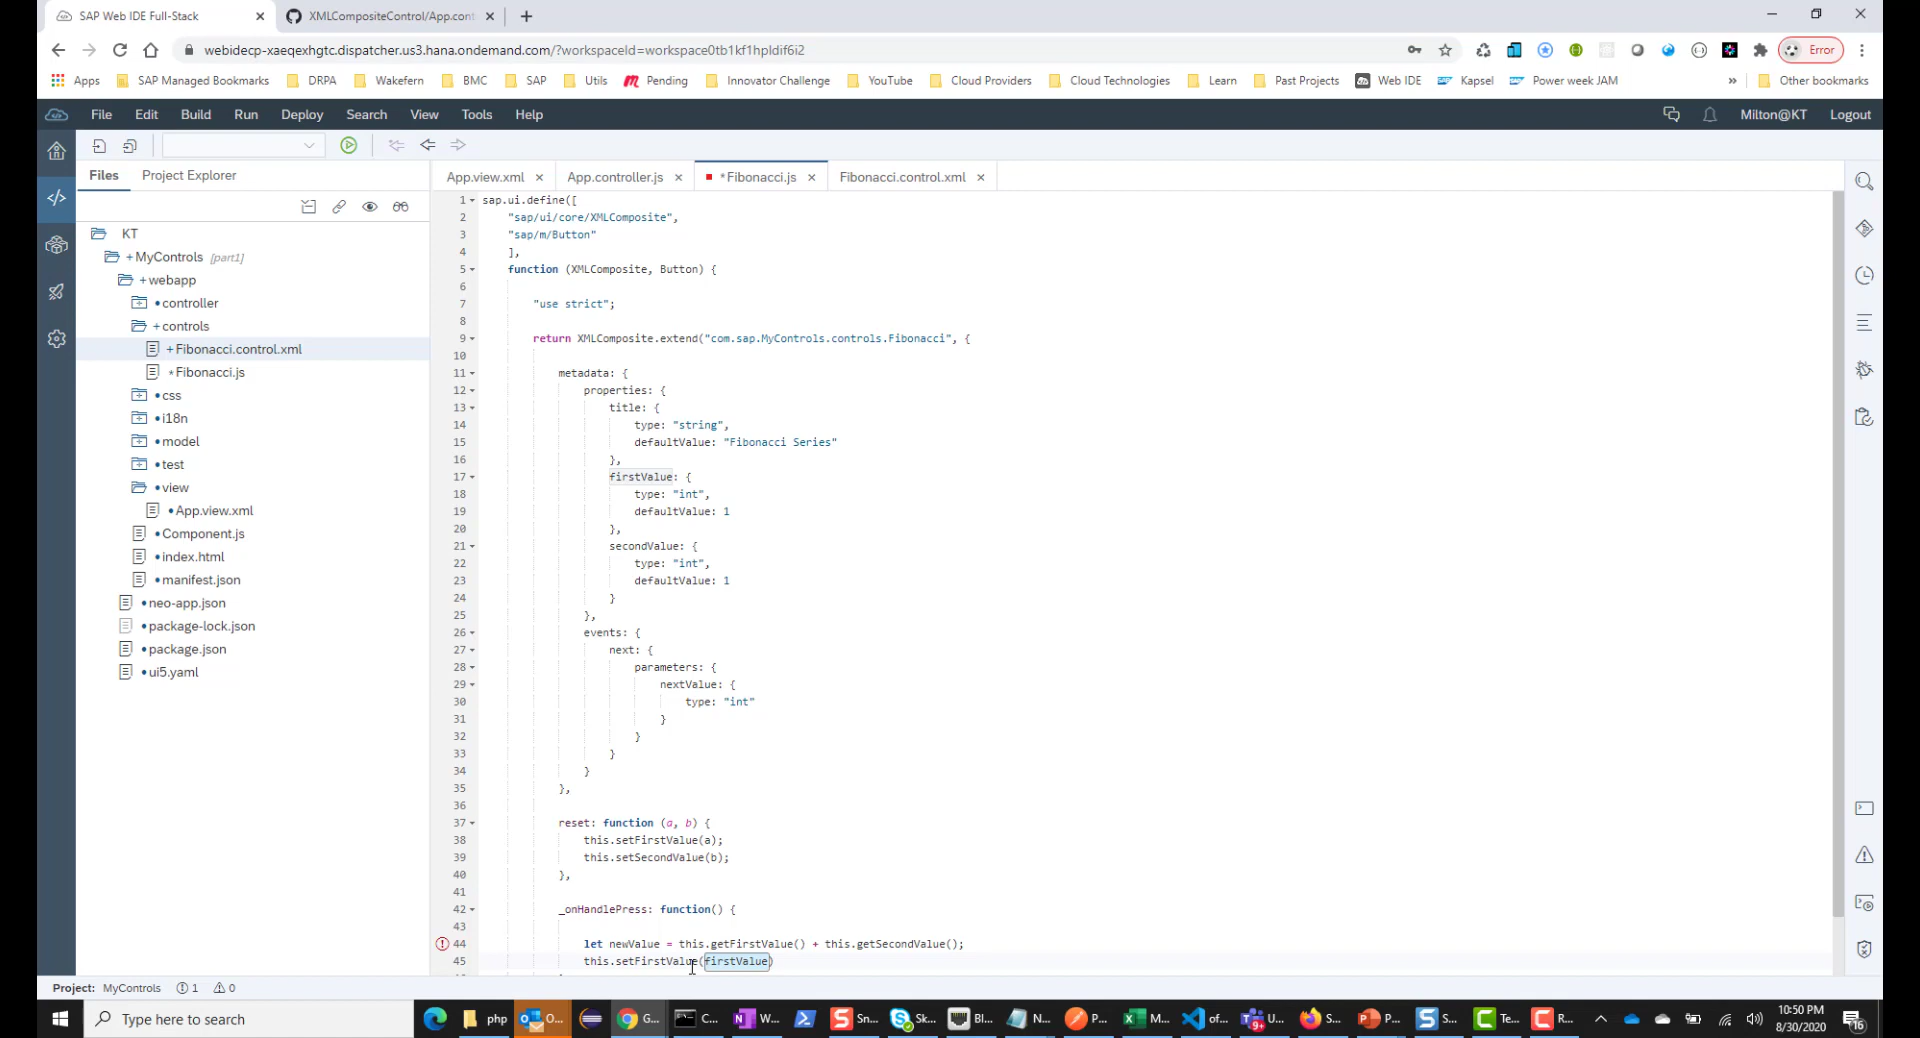 SAP Web IDE Full-Stack
XMLCompositeControl/App.cont
webidecp-xaeqexhgtc.dispatcher.us3.hana.ondemand.com/?workspaceId=workspace0tb1kf1hpldif6i2
Error
Apps SAP Managed Bookmarks DRPA Wakefern BMC SAP Utils Pending Innovator Challenge YouTube Cloud Providers Cloud Technologies Learn Past Projects Web IDE Kapsel Power week JAM » Other bookmarks
File Edit Build Run Deploy Search View Tools Help Milton@KT Logout
Files Project Explorer
App.view.xml App.controller.js *Fibonacci.js Fibonacci.control.xml
KT
+MyControls [part1]
+webapp
controller
+controls
+Fibonacci.control.xml
*Fibonacci.js
css
i18n
model
test
view
App.view.xml
Component.js
index.html
manifest.json
neo-app.json
package-lock.json
package.json
ui5.yaml
1 sap.ui.define([
2 "sap/ui/core/XMLComposite",
3 "sap/m/Button"
4 ],
5 function (XMLComposite, Button) {
6
7 "use strict";
8
9 return XMLComposite.extend("com.sap.MyControls.controls.Fibonacci", {
10
11 metadata: {
12 properties: {
13 title: {
14 type: "string",
15 defaultValue: "Fibonacci Series"
16 },
17 firstValue: {
18 type: "int",
19 defaultValue: 1
20 },
21 secondValue: {
22 type: "int",
23 defaultValue: 1
24 }
25 },
26 events: {
27 next: {
28 parameters: {
29 nextValue: {
30 type: "int"
31 }
32 }
33 }
34 }
35 },
36
37 reset: function (a, b) {
38 this.setFirstValue(a);
39 this.setSecondValue(b);
40 },
41
42 _onHandlePress: function() {
43
44 let newValue = this.getFirstValue() + this.getSecondValue();
45 this.setFirstValue(firstValue)
Project: MyControls 1 0
Type here to search
php O... G... C... W... Sn... Sk... Bl... N... P... M... of... U... S... P... S... Te... R...
9+
10:50 PM
8/30/2020
16